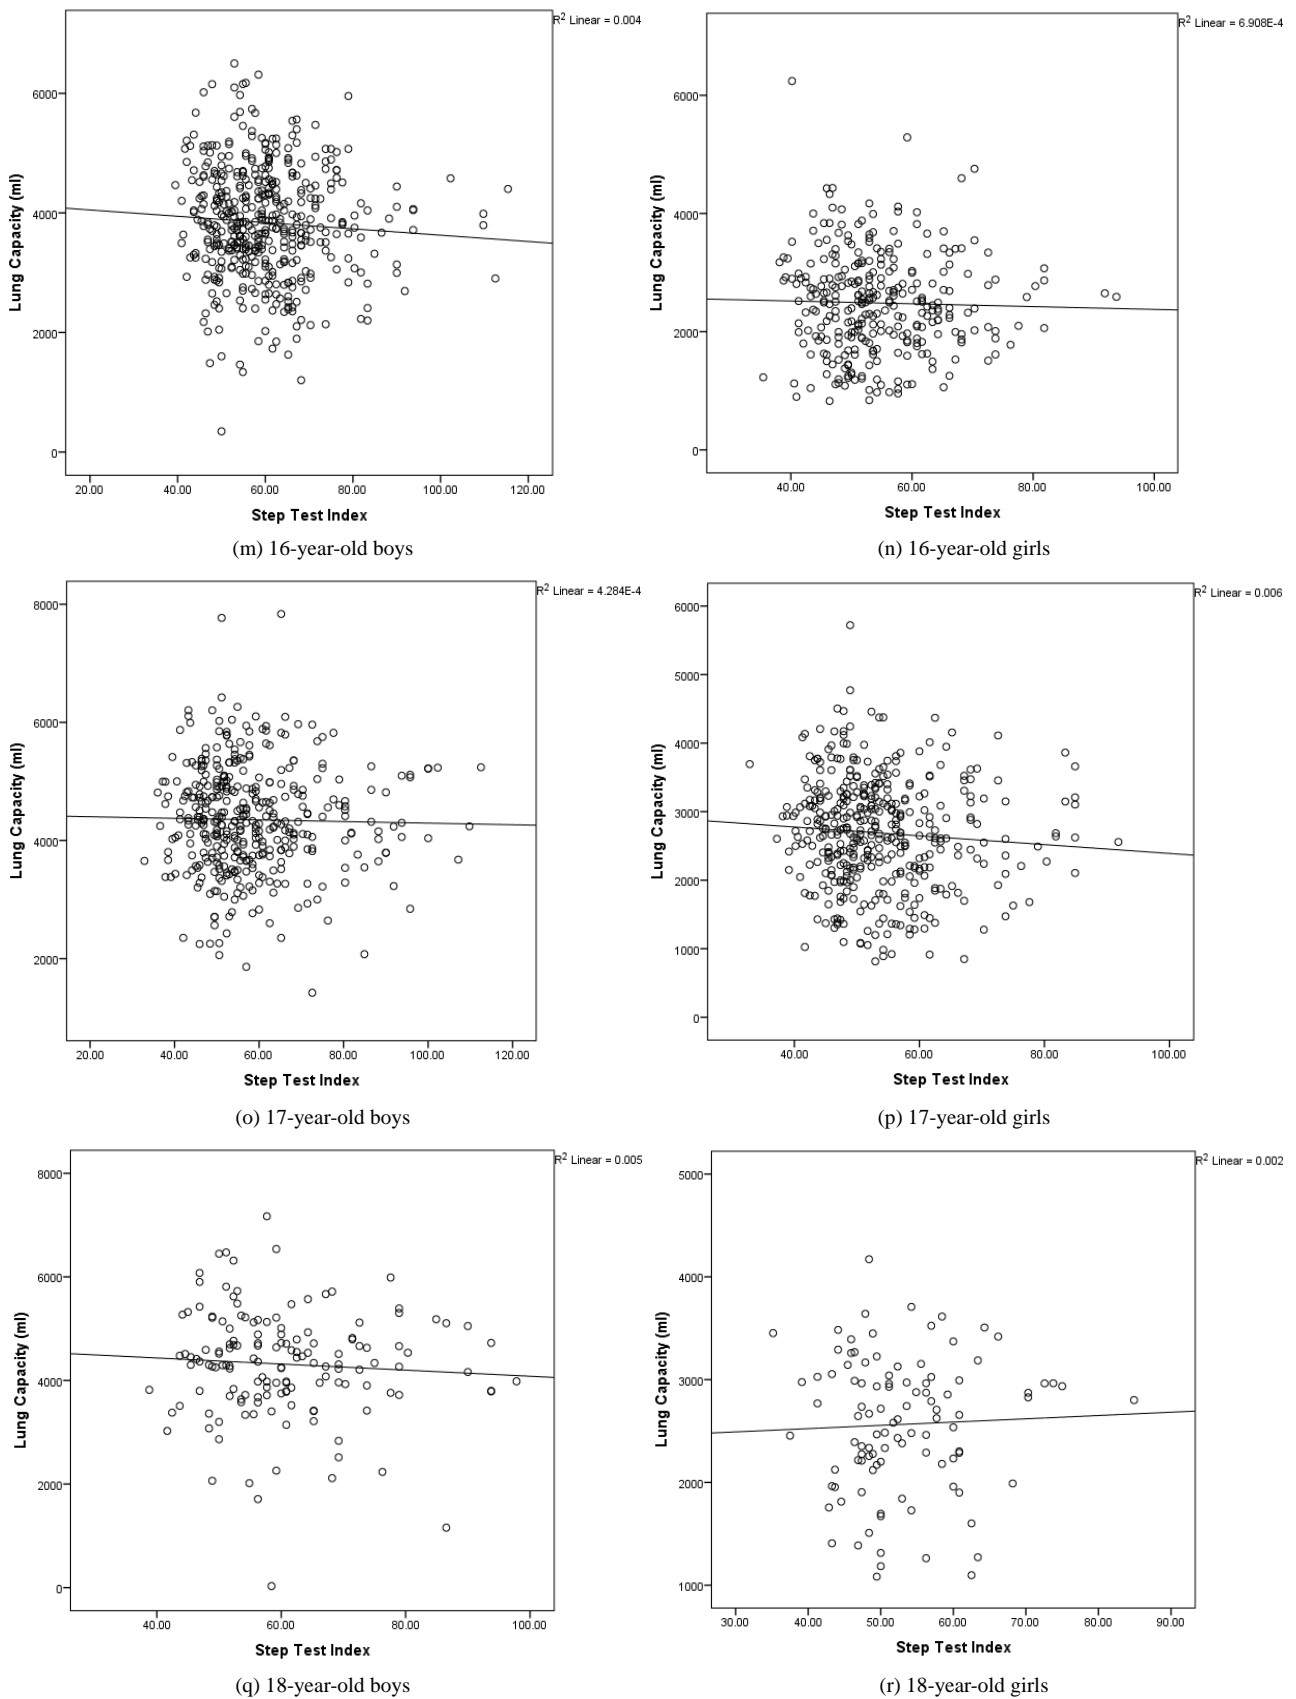 R² Linear = 0.004
6000
4000
2000
0
20.00 40.00 60.00 80.00 100.00 120.00
Lung Capacity (ml)
Step Test Index
(m) 16-year-old boys
R² Linear = 6.908E-4
6000
4000
2000
0
40.00 60.00 80.00 100.00
Lung Capacity (ml)
Step Test Index
(n) 16-year-old girls
R² Linear = 4.284E-4
8000
6000
4000
2000
20.00 40.00 60.00 80.00 100.00 120.00
Lung Capacity (ml)
Step Test Index
(o) 17-year-old boys
R² Linear = 0.006
6000
5000
4000
3000
2000
1000
0
40.00 60.00 80.00 100.00
Lung Capacity (ml)
Step Test Index
(p) 17-year-old girls
R² Linear = 0.005
8000
6000
4000
2000
0
40.00 60.00 80.00 100.00
Lung Capacity (ml)
Step Test Index
(q) 18-year-old boys
R² Linear = 0.002
5000
4000
3000
2000
1000
30.00 40.00 50.00 60.00 70.00 80.00 90.00
Lung Capacity (ml)
Step Test Index
(r) 18-year-old girls